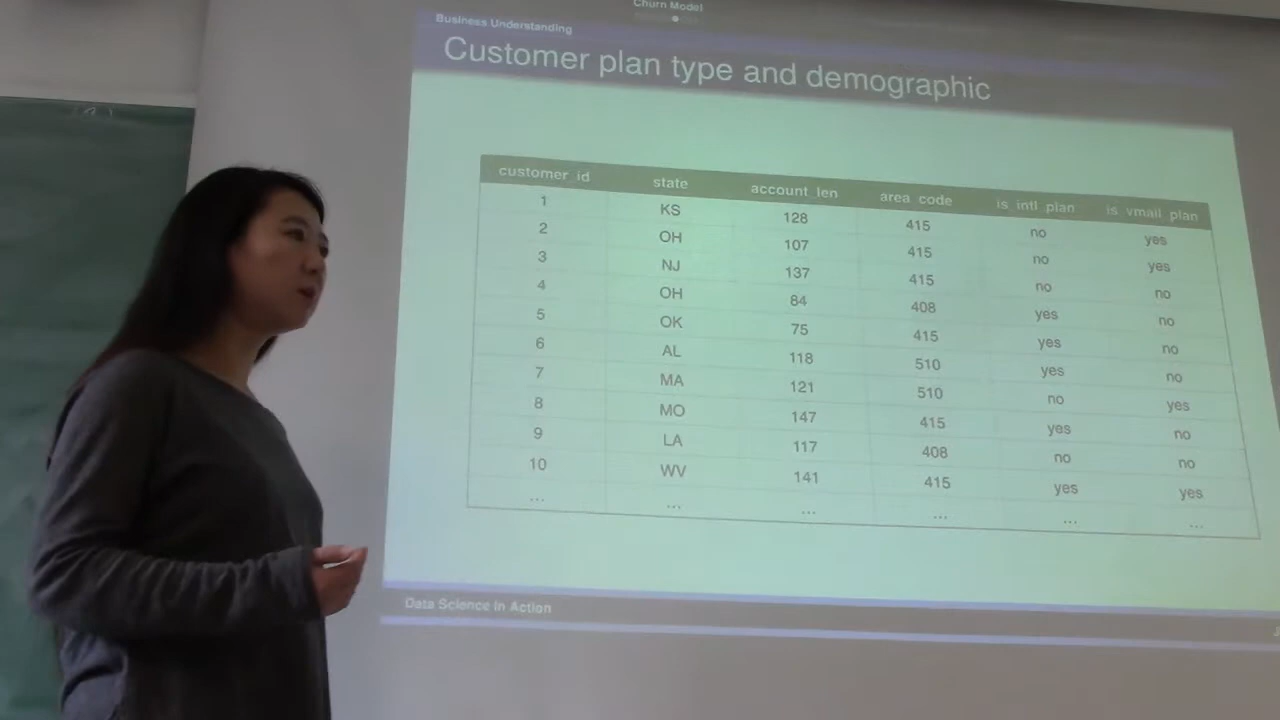 Churn Model
Business Understanding
Customer plan type and demographic
customer_id state account_len area_code is_intl_plan is_vmail_plan
1 KS 128 415 no yes
2 OH 107 415 no yes
3 NJ 137 415 no no
4 OH 84 408 yes no
5 OK 75 415 yes no
6 AL 118 510 yes no
7 MA 121 510 no yes
8 MO 147 415 yes no
9 LA 117 408 no no
10 WV 141 415 yes yes
... ... ... ... ... ...
Data Science in Action